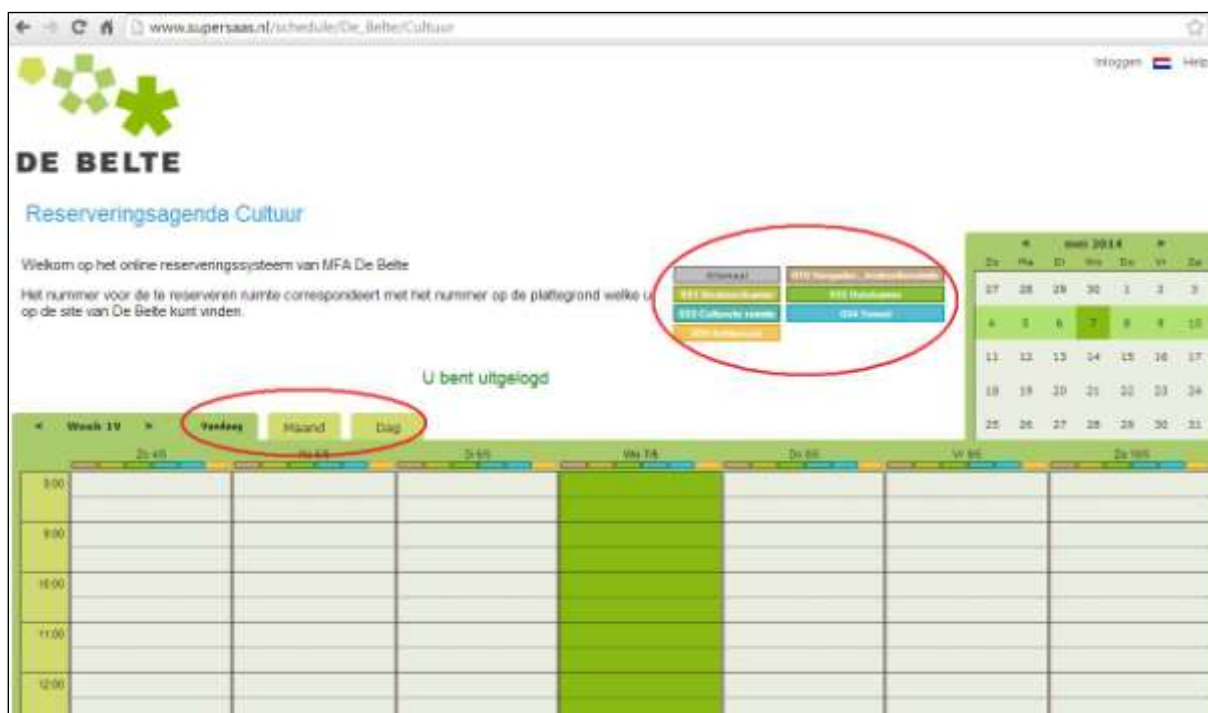 www.supersaas.nl/schedule/De_Belte/Cultuur
Inloggen Help
DE BELTE
Reserveringsagenda Cultuur
Welkom op het online reserveringssysteem van MFA De Belte
Het nummer voor de te reserveren ruimte correspondeert met het nummer op de plattegrond welke u
op de site van De Belte kunt vinden.
Allemaal
033 Culturele ruimte
034 Toneel
U bent uitgelogd
« mei 2014 »
Zo Ma Di Wo Do Vr Za
27 28 29 30 1 2 3
4 5 6 7 8 9 10
11 12 13 14 15 16 17
18 19 20 21 22 23 24
25 26 27 28 29 30 31
« Week 19 » Vandaag Maand Dag
Zo 4/5 Ma 5/5 Di 6/5 Wo 7/5 Do 8/5 Vr 9/5 Za 10/5
8:00
9:00
10:00
11:00
12:00